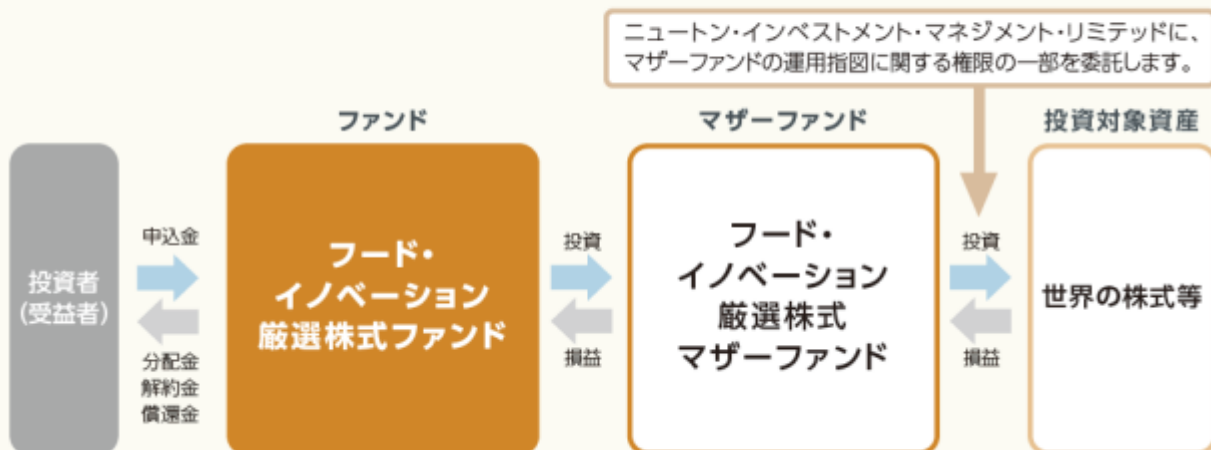 ニュートン・インベストメント・マネジメント・リミテッドに、
マザーファンドの運用指図に関する権限の一部を委託します。
ファンド
マザーファンド
投資対象資産
投資者
(受益者)
申込金
分配金
解約金
償還金
フード・
イノベーション
厳選株式ファンド
投資
損益
フード・
イノベーション
厳選株式
マザーファンド
投資
損益
世界の株式等